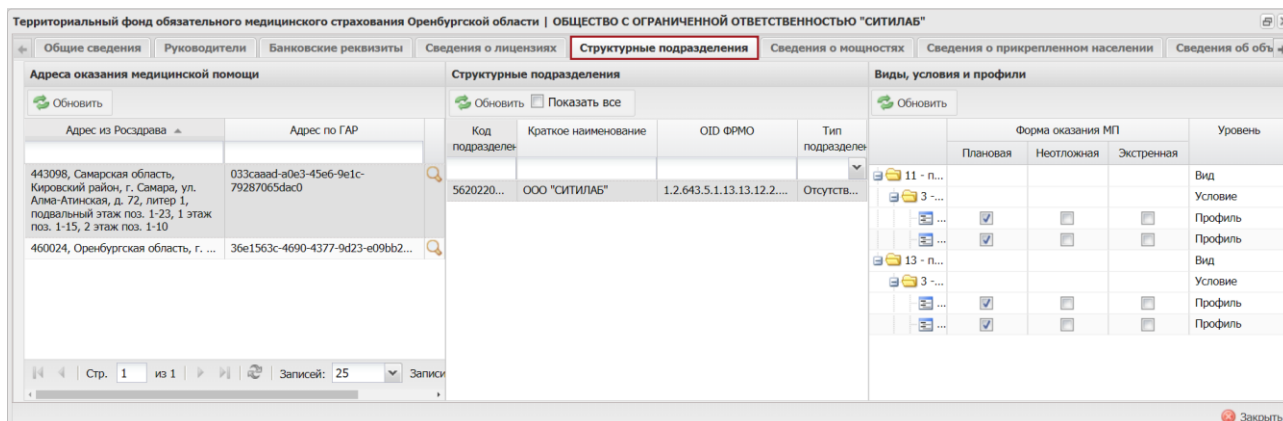 Территориальный фонд обязательного медицинского страхования Оренбургской области | ОБЩЕСТВО С ОГРАНИЧЕННОЙ ОТВЕТСТВЕННОСТЬЮ "СИТИЛАБ"
Общие сведения Руководители Банковские реквизиты Сведения о лицензиях Структурные подразделения Сведения о мощностях Сведения о прикрепленном населении Сведения об объ
Адреса оказания медицинской помощи
Обновить
Адрес из Росздрава Адрес по ГАР
443098, Самарская область, 033caaad-a0e3-45e6-9e1c-
Кировский район, г. Самара, ул. 79287065dac0
Алма-Атинская, д. 72, литер 1,
подвальный этаж поз. 1-23, 1 этаж
поз. 1-15, 2 этаж поз. 1-10
460024, Оренбургская область, г. ... 36e1563c-4690-4377-9d23-e09bb2...
Стр. 1 из 1 Записей: 25 Записи
Структурные подразделения
Обновить Показать все
Код Краткое наименование OID ФРМО Тип
подразделен подразделен
5620220... ООО "СИТИЛАБ" 1.2.643.5.1.13.13.12.2.... Отсутств...
Виды, условия и профили
Обновить
Форма оказания МП Уровень
Плановая Неотложная Экстренная
11 - п... Вид
3 -... Условие
... Профиль
... Профиль
13 - п... Вид
3 -... Условие
... Профиль
... Профиль
Закрыть